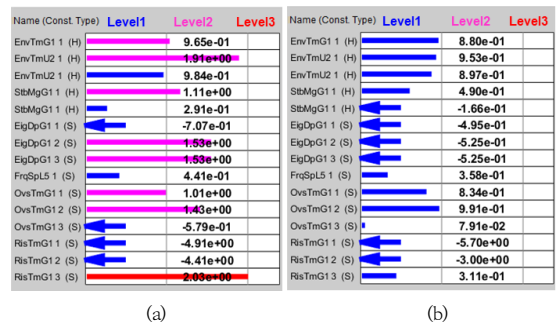 Name (Const. Type) Level1 Level2 Level3
EnvTmG1 1 (H) 9.65e-01
EnvTmU2 1 (H) 1.91e+00
EnvTmU2 1 (H) 9.84e-01
StbMgG1 1 (H) 1.11e+00
StbMgG1 1 (H) 2.91e-01
EigDpG1 1 (S) -7.07e-01
EigDpG1 2 (S) 1.53e+00
EigDpG1 3 (S) 1.53e+00
FrqSpL5 1 (S) 4.41e-01
OvsTmG1 1 (S) 1.01e+00
OvsTmG1 2 (S) 1.43e+00
OvsTmG1 3 (S) -5.79e-01
RisTmG1 1 (S) -4.91e+00
RisTmG1 2 (S) -4.41e+00
RisTmG1 3 (S) 2.03e+00
(a)
Name (Const. Type) Level1 Level2 Level3
EnvTmG1 1 (H) 8.80e-01
EnvTmU2 1 (H) 9.53e-01
EnvTmU2 1 (H) 8.97e-01
StbMgG1 1 (H) 4.90e-01
StbMgG1 1 (H) -1.66e-01
EigDpG1 1 (S) -4.95e-01
EigDpG1 2 (S) -5.25e-01
EigDpG1 3 (S) -5.25e-01
FrqSpL5 1 (S) 3.58e-01
OvsTmG1 1 (S) 8.34e-01
OvsTmG1 2 (S) 9.91e-01
OvsTmG1 3 (S) 7.91e-02
RisTmG1 1 (S) -5.70e+00
RisTmG1 2 (S) -3.00e+00
RisTmG1 3 (S) 3.11e-01
(b)